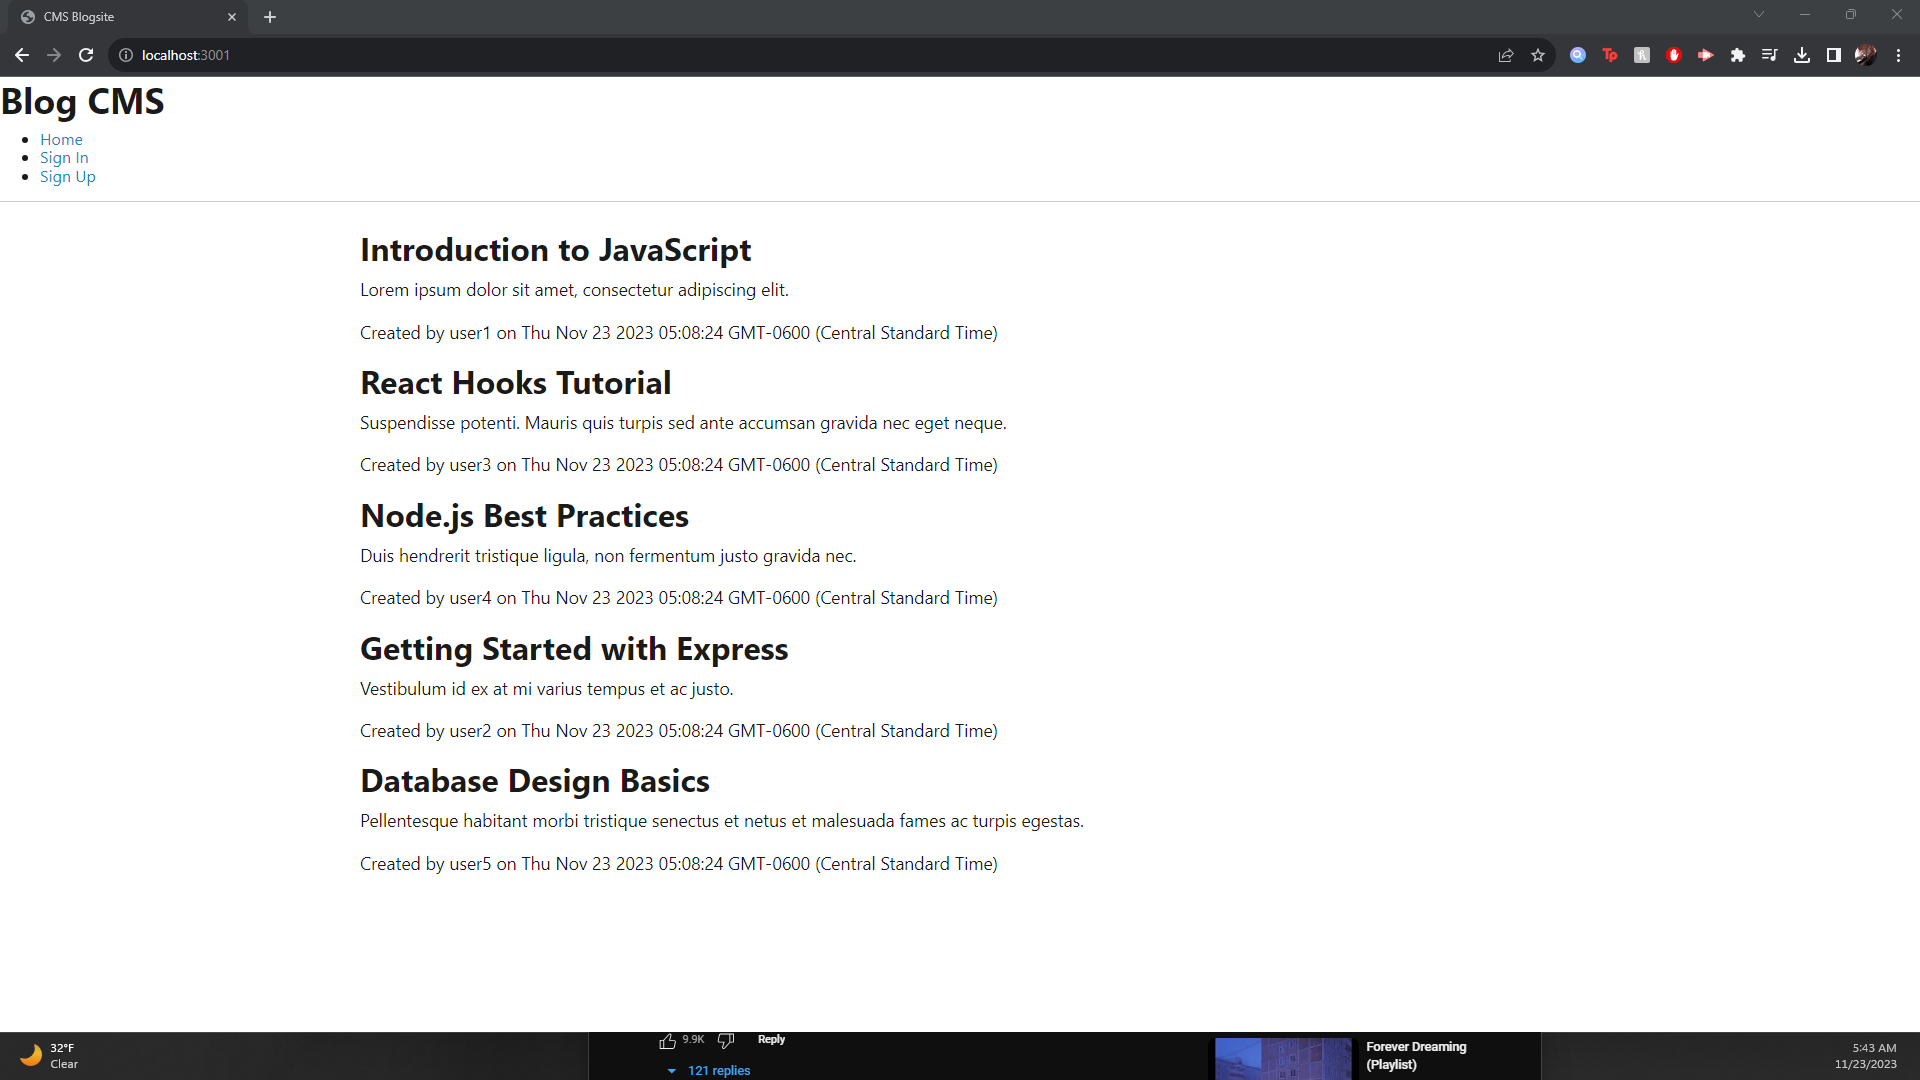 CMS Blogsite
localhost:3001
Blog CMS
Home
Sign In
Sign Up
Introduction to JavaScript
Lorem ipsum dolor sit amet, consectetur adipiscing elit.
Created by user1 on Thu Nov 23 2023 05:08:24 GMT-0600 (Central Standard Time)
React Hooks Tutorial
Suspendisse potenti. Mauris quis turpis sed ante accumsan gravida nec eget neque.
Created by user3 on Thu Nov 23 2023 05:08:24 GMT-0600 (Central Standard Time)
Node.js Best Practices
Duis hendrerit tristique ligula, non fermentum justo gravida nec.
Created by user4 on Thu Nov 23 2023 05:08:24 GMT-0600 (Central Standard Time)
Getting Started with Express
Vestibulum id ex at mi varius tempus et ac justo.
Created by user2 on Thu Nov 23 2023 05:08:24 GMT-0600 (Central Standard Time)
Database Design Basics
Pellentesque habitant morbi tristique senectus et netus et malesuada fames ac turpis egestas.
Created by user5 on Thu Nov 23 2023 05:08:24 GMT-0600 (Central Standard Time)
32°F
Clear
9.9K Reply
121 replies
Forever Dreaming
(Playlist)
5:43 AM
11/23/2023